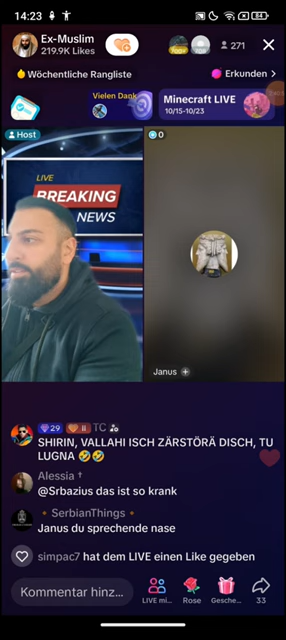 14:23
84
Ex-Muslim
219.9K Likes
271
Wöchentliche Rangliste
Erkunden >
Vielen Dank
Minecraft LIVE
10/15-10/23
Host
0
LIVE
BREAKING
NEWS
Janus +
29 II TC
SHIRIN, VALLAHI ISCH ZÄRSTÖRÄ DISCH, TU
LUGNA 🤣🤣
Alessia †
@Srbazius das ist so krank
🔸 SerbianThings 🔸
Janus du sprechende nase
simpac7 hat dem LIVE einen Like gegeben
Kommentar hinz...
LIVE mi...
Rose
Gesche...
33